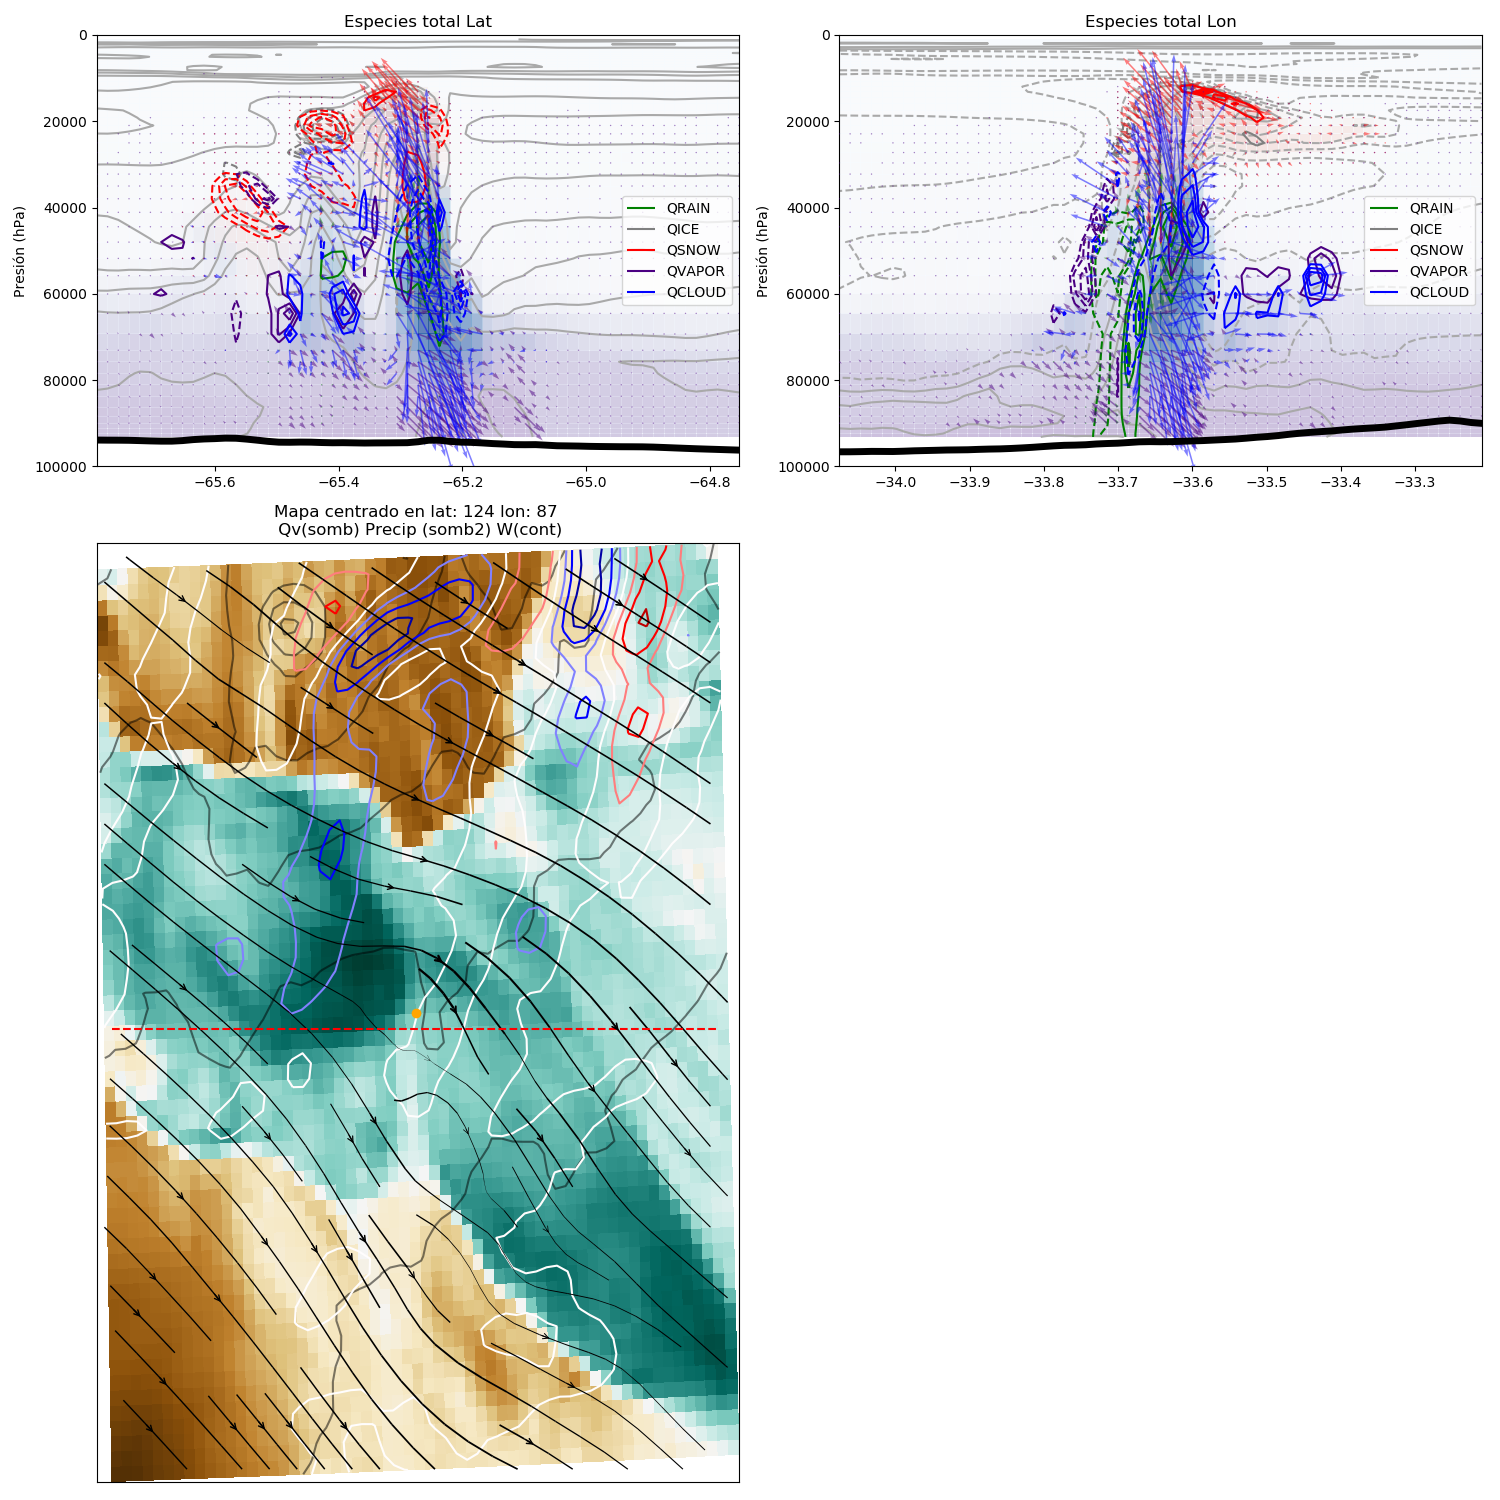 Especies total Lat
Presión (hPa)
0
20000
40000
60000
80000
100000
QRAIN
QICE
QSNOW
QVAPOR
QCLOUD
−65.6
−65.4
−65.2
−65.0
−64.8
Especies total Lon
Presión (hPa)
0
20000
40000
60000
80000
100000
QRAIN
QICE
QSNOW
QVAPOR
QCLOUD
−34.0
−33.9
−33.8
−33.7
−33.6
−33.5
−33.4
−33.3
Mapa centrado en lat: 124 lon: 87
Qv(somb) Precip (somb2) W(cont)